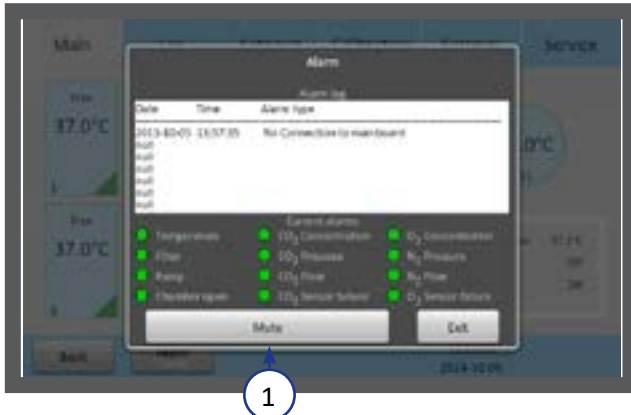 Main Service
Alarm
Alarm log
Date Time Alarm type
2013-10-05 13:57:35 No Connection to mainboard
null
null
null
null
null
null
37.0°C .0°C
37.0°C
Current alarms
Temperature CO2 Concentration O2 Concentration
Filter CO2 Pressure N2 Pressure
Pump CO2 Flow N2 Flow
Chamber open CO2 Sensor failure O2 Sensor failure
Mute Exit
Back
1